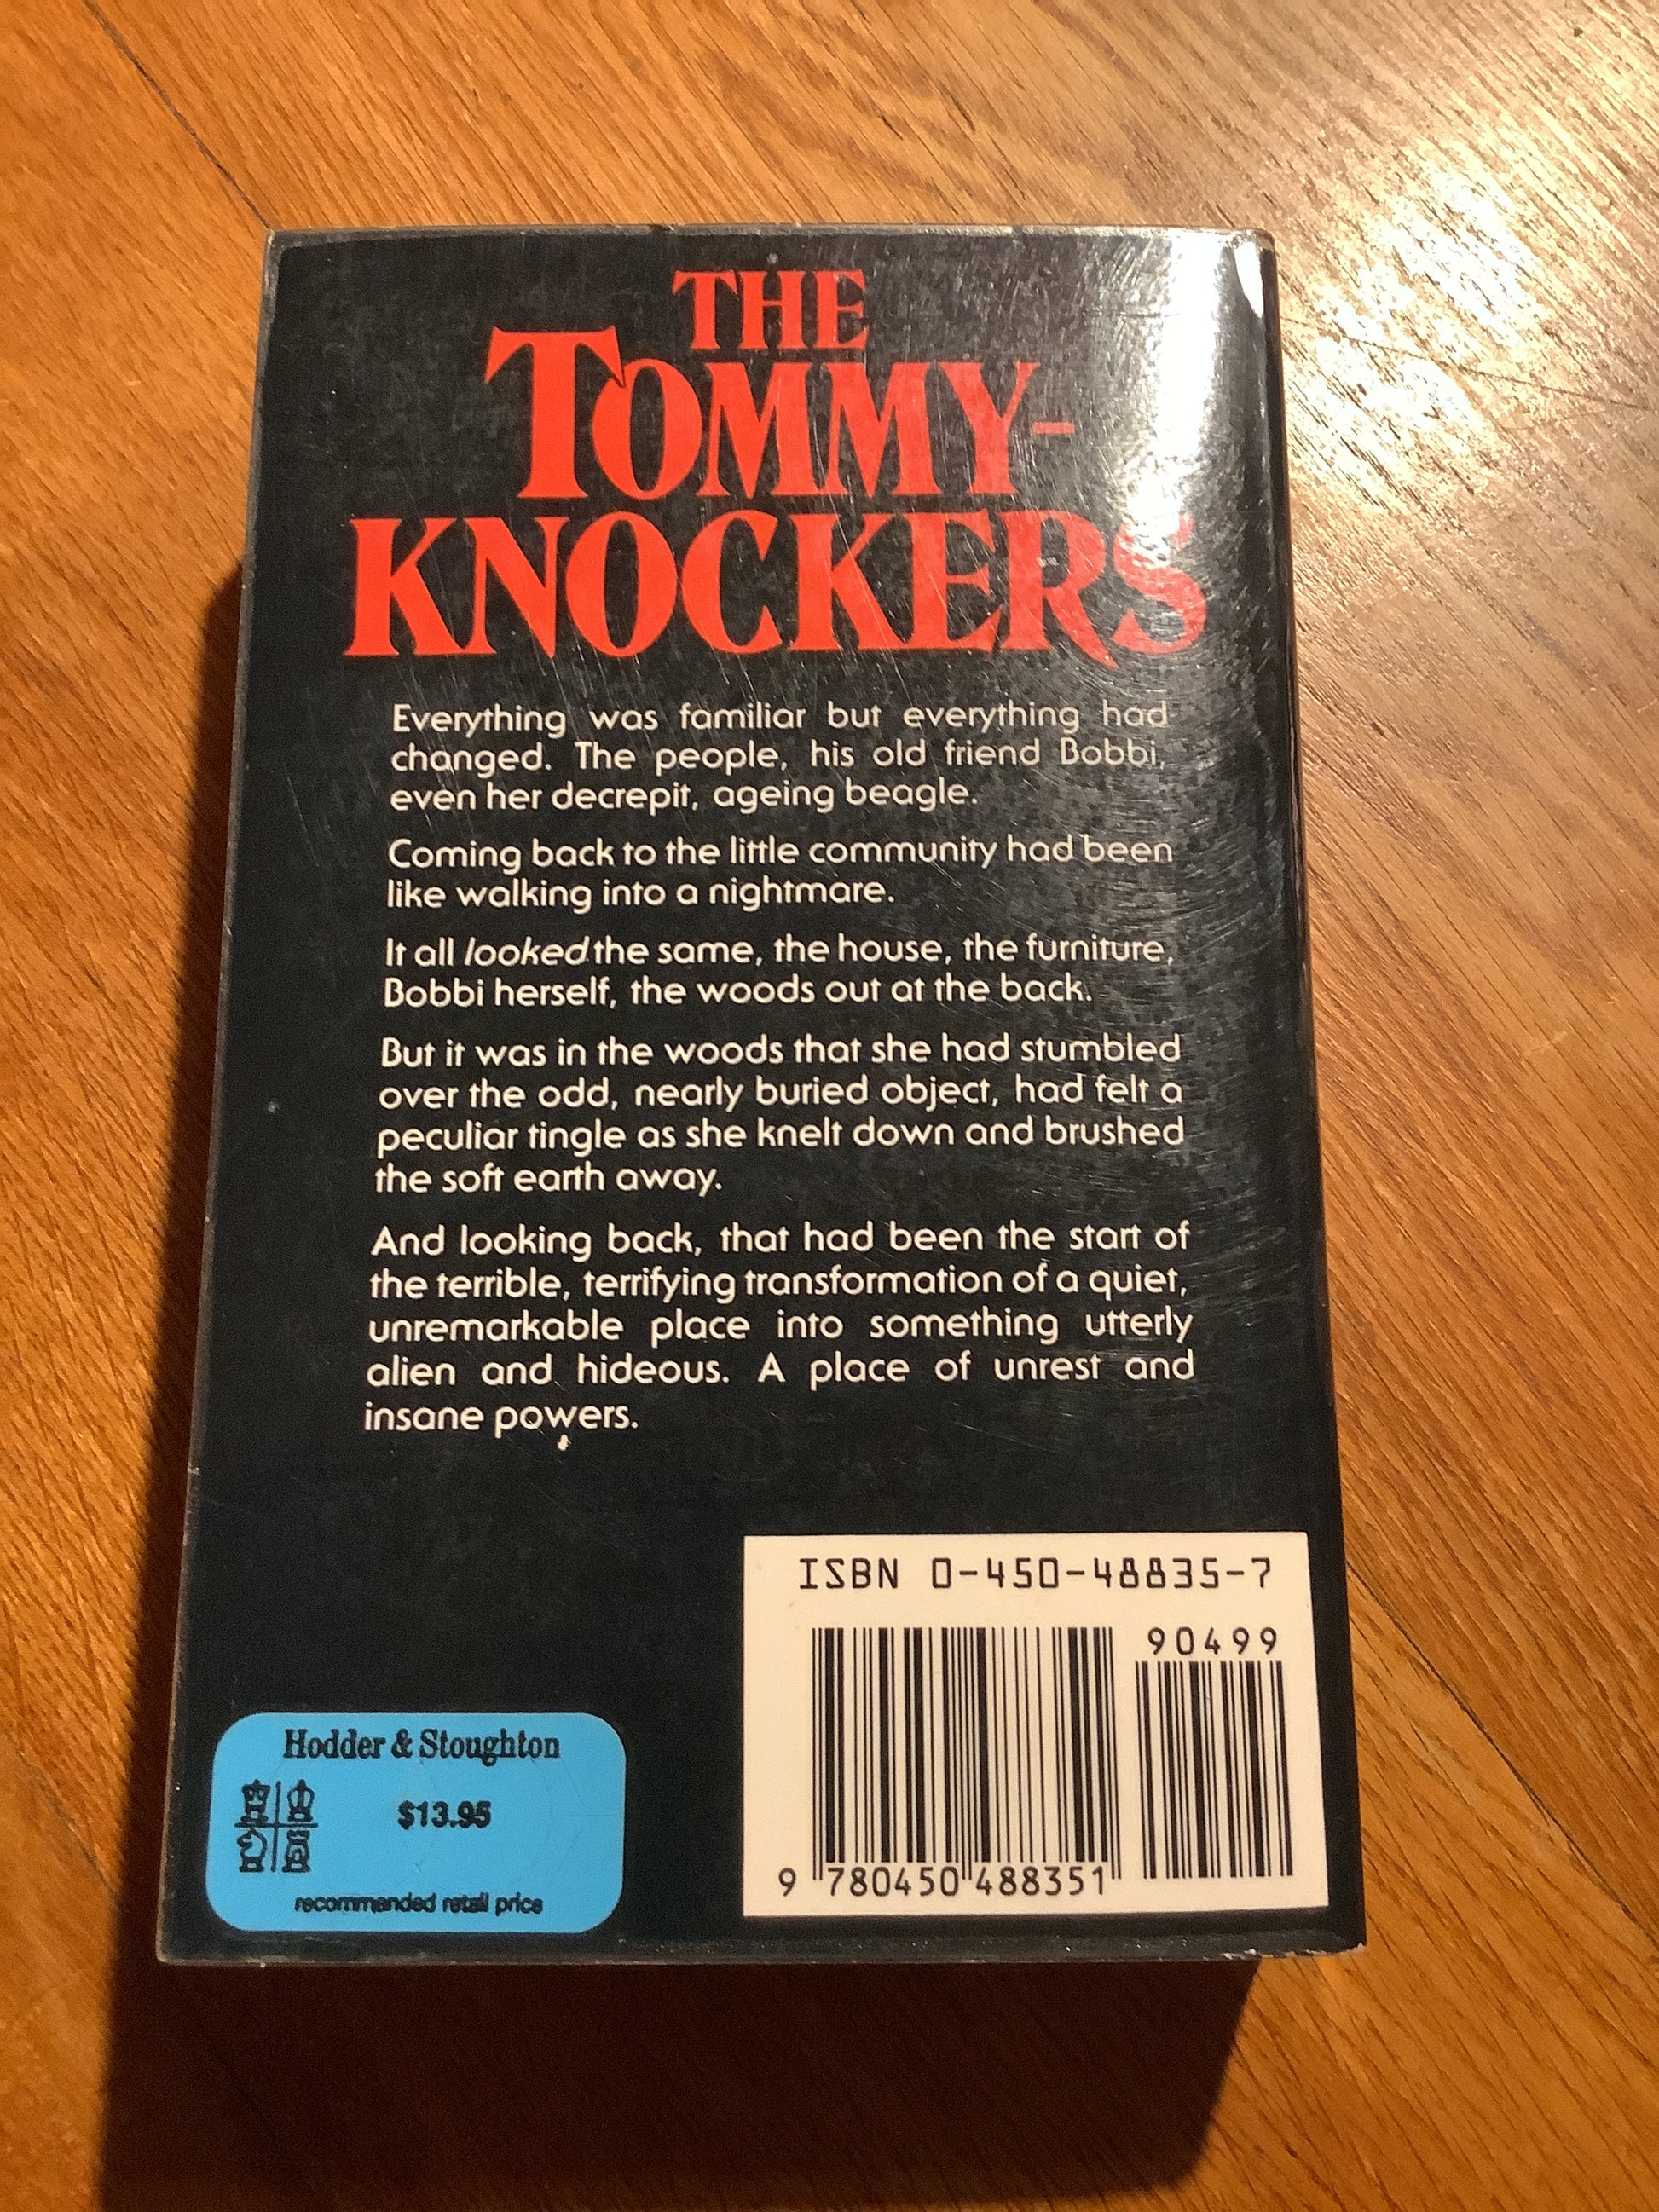 THE
TOMMY-
KNOCKERS
Everything was familiar but everything had
changed. The people, his old friend Bobbi,
even her decrepit, ageing beagle.
Coming back to the little community had been
like walking into a nightmare.
It all looked the same, the house, the furniture,
Bobbi herself, the woods out at the back.
But it was in the woods that she had stumbled
over the odd, nearly buried object, had felt a
peculiar tingle as she knelt down and brushed
the soft earth away.
And looking back, that had been the start of
the terrible, terrifying transformation of a quiet,
unremarkable place into something utterly
alien and hideous. A place of unrest and
insane powers.
ISBN 0-450-48835-7
90499
9 780450 488351
Hodder & Stoughton
$13.95
recommended retail price